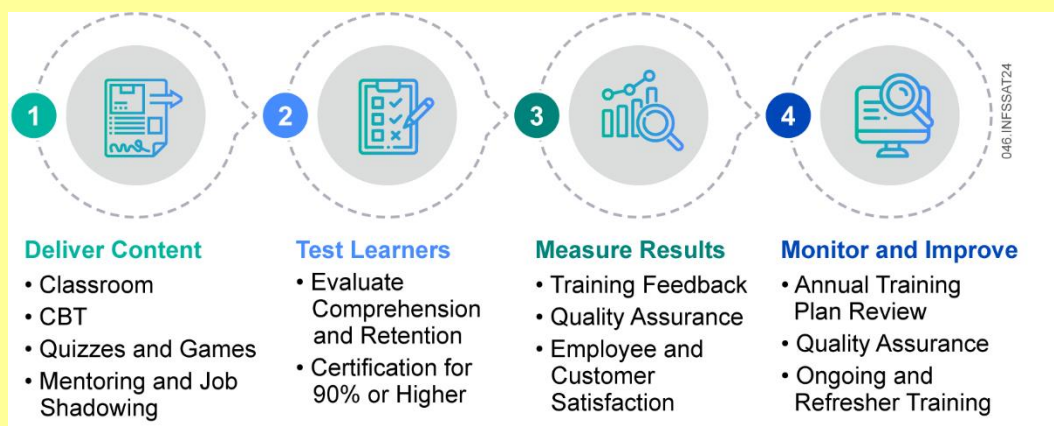 1
2
3
4
046.INFSSAT24
Deliver Content
• Classroom
• CBT
• Quizzes and Games
• Mentoring and Job
Shadowing
Test Learners
• Evaluate
Comprehension
and Retention
• Certification for
90% or Higher
Measure Results
• Training Feedback
• Quality Assurance
• Employee and
Customer
Satisfaction
Monitor and Improve
• Annual Training
Plan Review
• Quality Assurance
• Ongoing and
Refresher Training